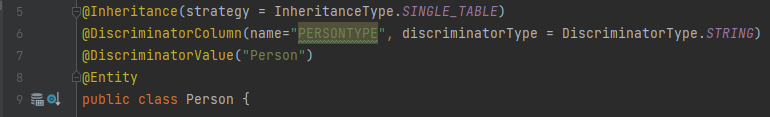 5 @Inheritance(strategy = InheritanceType.SINGLE_TABLE)
6 @DiscriminatorColumn(name="PERSONTYPE", discriminatorType = DiscriminatorType.STRING)
7 @DiscriminatorValue("Person")
8 @Entity
9 public class Person {